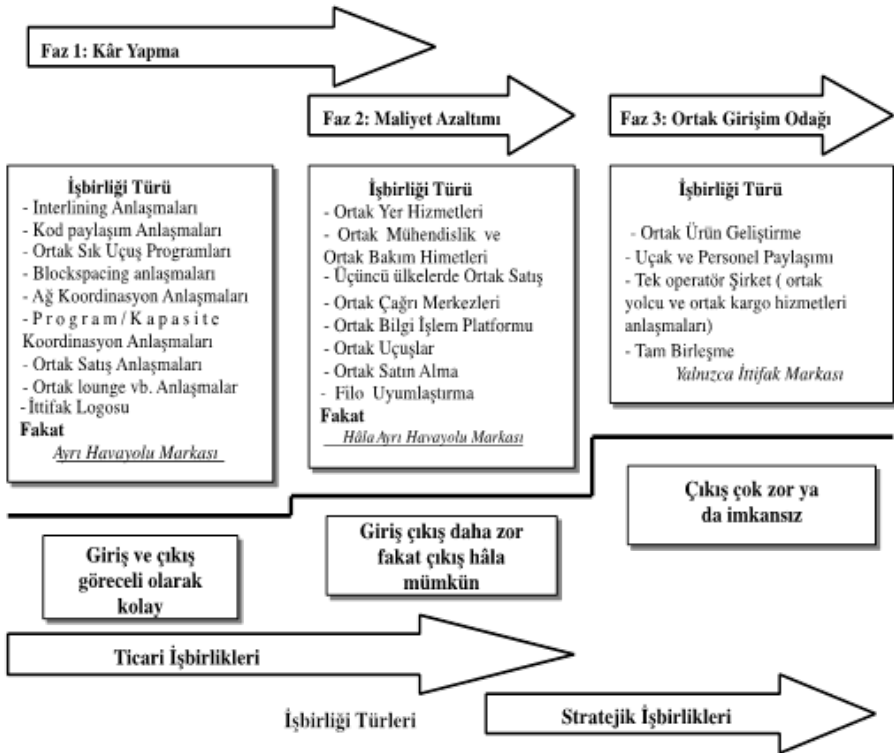 Faz 1: Kâr Yapma
Faz 2: Maliyet Azaltımı
Faz 3: Ortak Girişim Odağı
İşbirliği Türü
- Interlining Anlaşmaları
- Kod paylaşım Anlaşmaları
- Ortak Sık Uçuş Programları
- Blockspacing anlaşmaları
- Ağ Koordinasyon Anlaşmaları
- Program/Kapasite
Koordinasyon Anlaşmaları
- Ortak Satış Anlaşmaları
- Ortak lounge vb. Anlaşmalar
- İttifak Logosu
Fakat
Ayrı Havayolu Markası
İşbirliği Türü
- Ortak Yer Hizmetleri
- Ortak Mühendislik ve
Ortak Bakım Himetleri
- Üçüncü ülkelerde Ortak Satış
- Ortak Çağrı Merkezleri
- Ortak Bilgi İşlem Platformu
- Ortak Uçuşlar
- Ortak Satın Alma
- Filo Uyumlaştırma
Fakat
Hâla Ayrı Havayolu Markası
İşbirliği Türü
- Ortak Ürün Geliştirme
- Uçak ve Personel Paylaşımı
- Tek operatör Şirket ( ortak
yolcu ve ortak kargo hizmetleri
anlaşmaları)
- Tam Birleşme
Yalnızca İttifak Markası
Giriş ve çıkış
göreceli olarak
kolay
Giriş çıkış daha zor
fakat çıkış hâla
mümkün
Çıkış çok zor ya
da imkansız
Ticari İşbirlikleri
İşbirliği Türleri
Stratejik İşbirlikleri